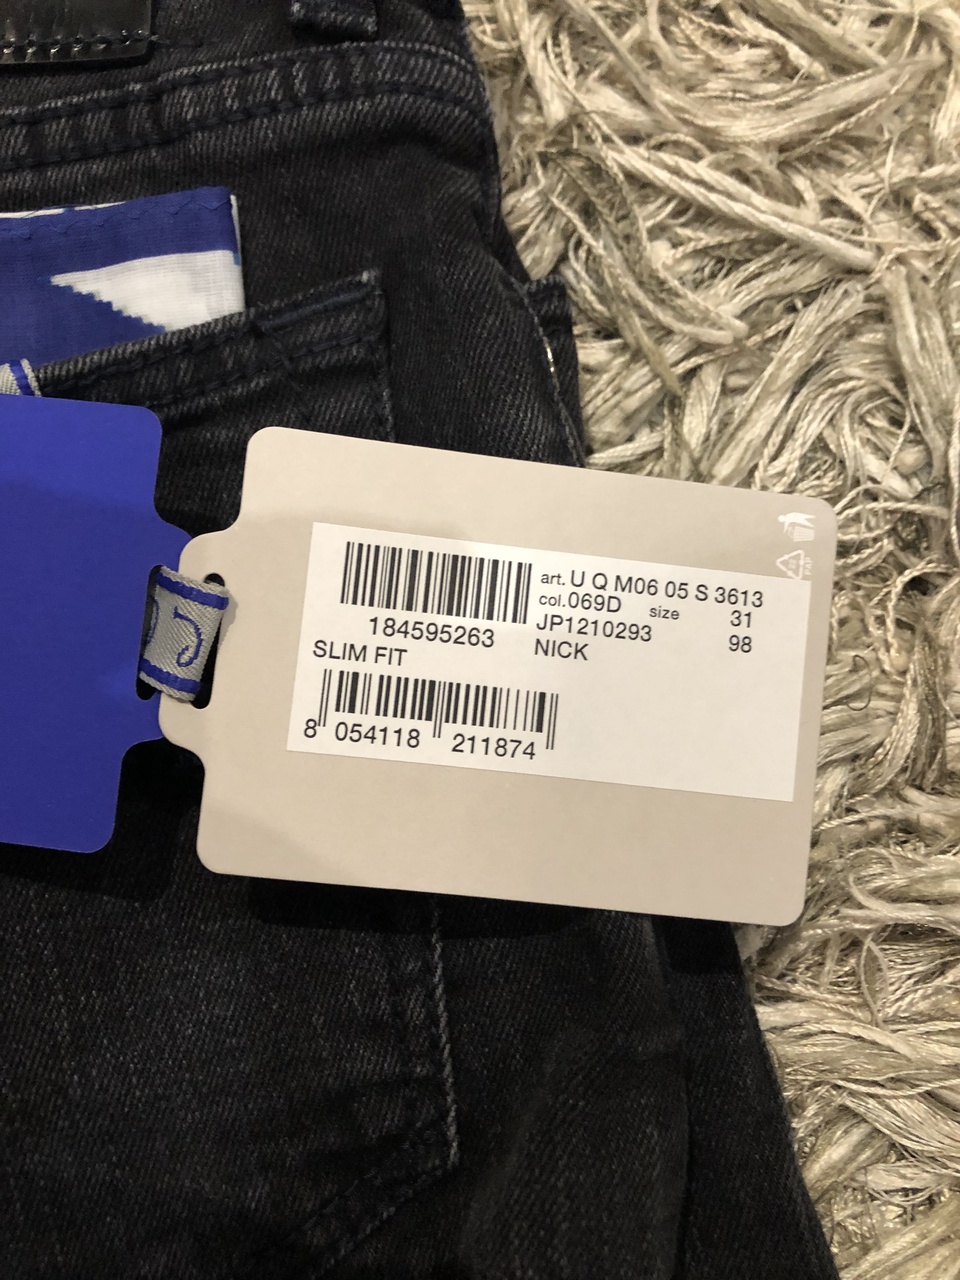 art. U Q M06 05 S 3613
col. 069D size 31
184595263 JP1210293 98
SLIM FIT NICK
8 054118 211874